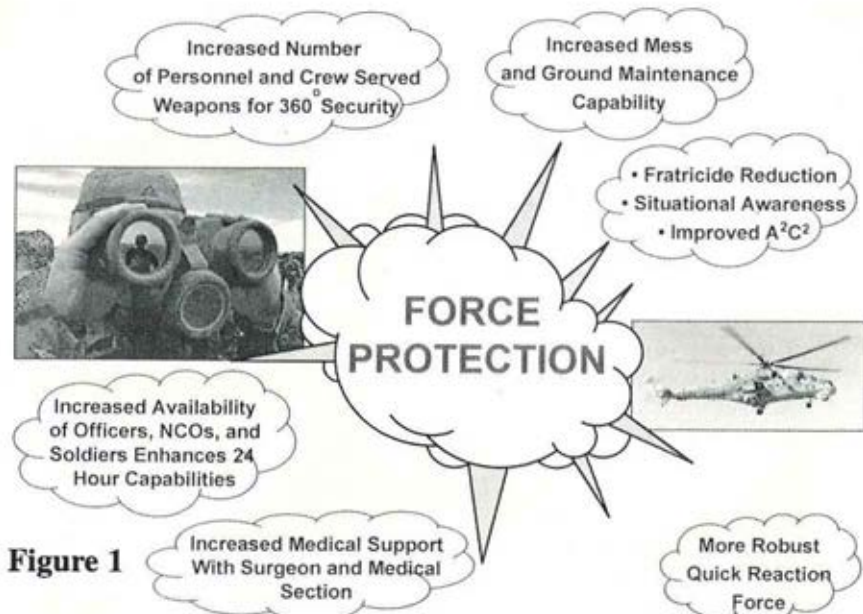 Increased Number
of Personnel and Crew Served
Weapons for 360° Security
Increased Mess
and Ground Maintenance
Capability
• Fratricide Reduction
• Situational Awareness
• Improved A²C²
FORCE
PROTECTION
Increased Availability
of Officers, NCOs, and
Soldiers Enhances 24
Hour Capabilities
Increased Medical Support
With Surgeon and Medical
Section
More Robust
Quick Reaction
Force
Figure 1